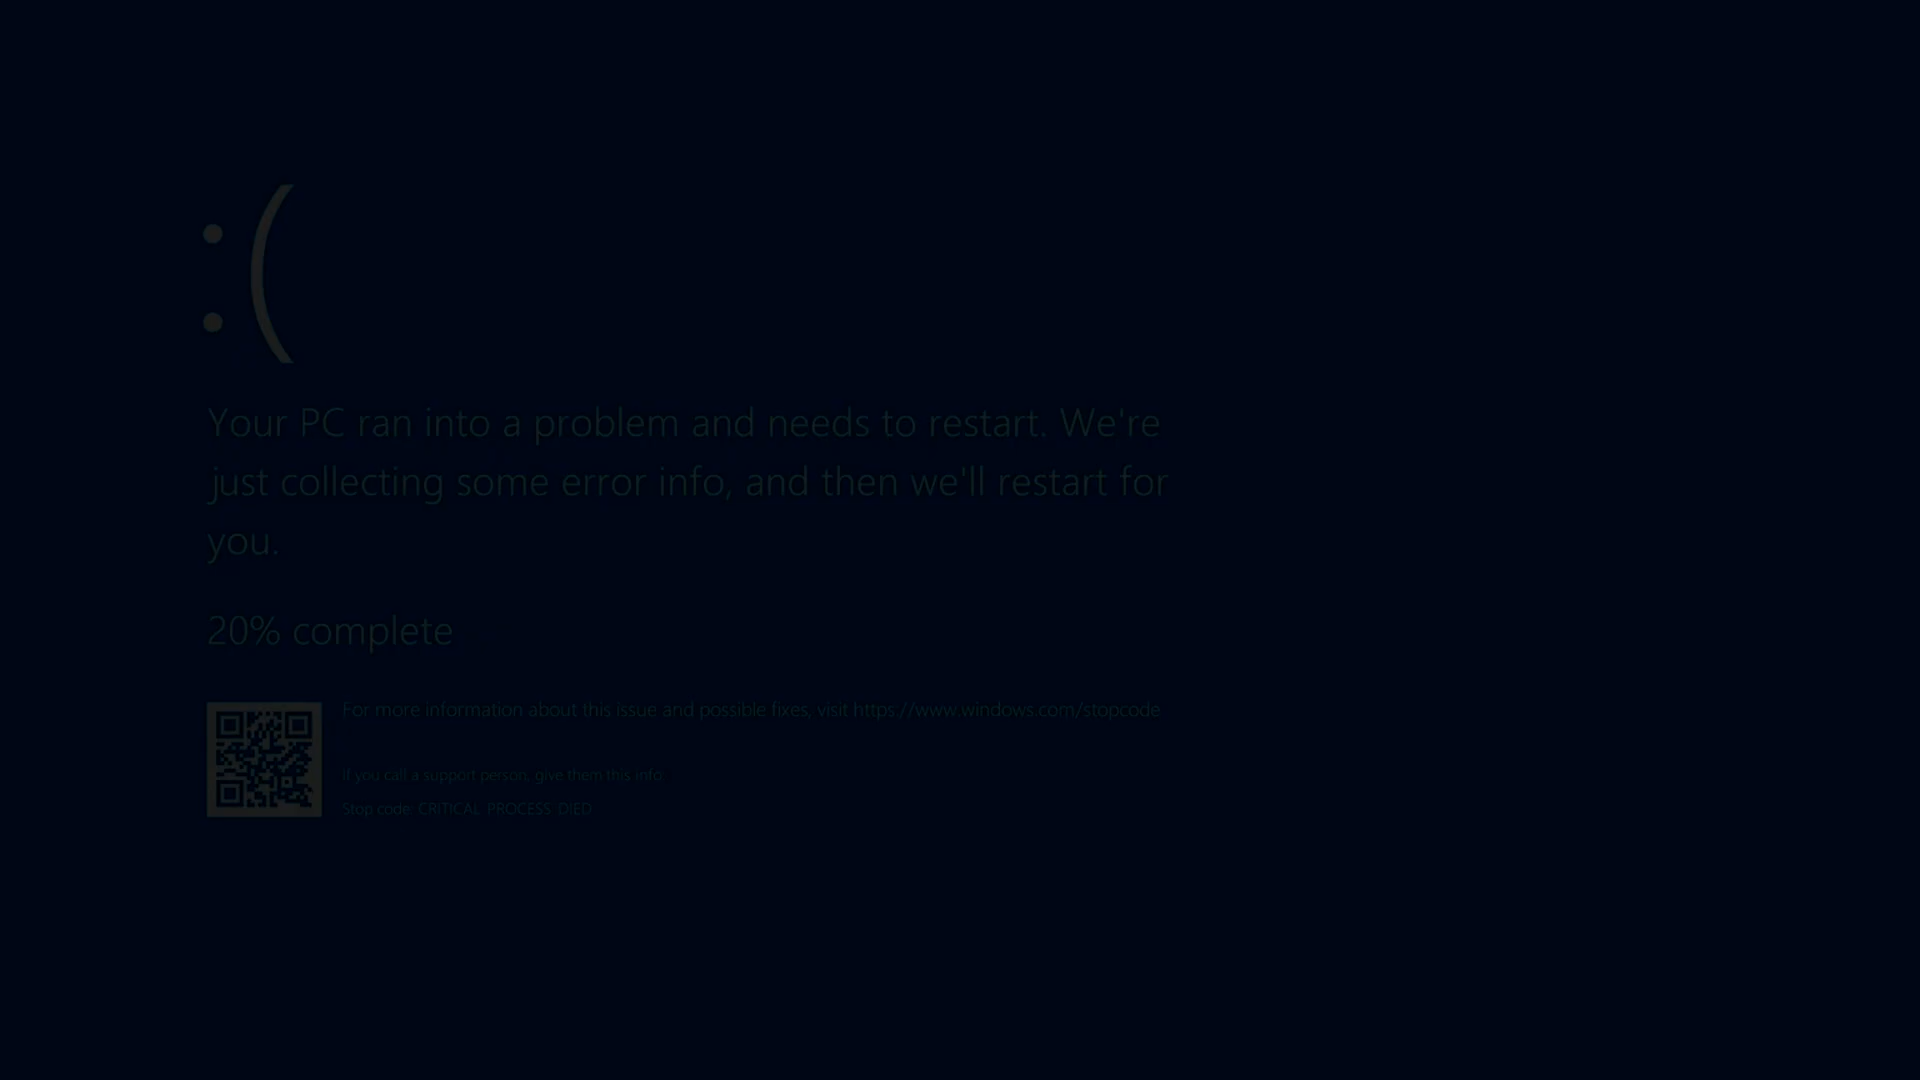 :(
Your PC ran into a problem and needs to restart. We're
just collecting some error info, and then we'll restart for
you.
20% complete
For more information about this issue and possible fixes, visit https://www.windows.com/stopcode
If you call a support person, give them this info:
Stop code: CRITICAL_PROCESS_DIED